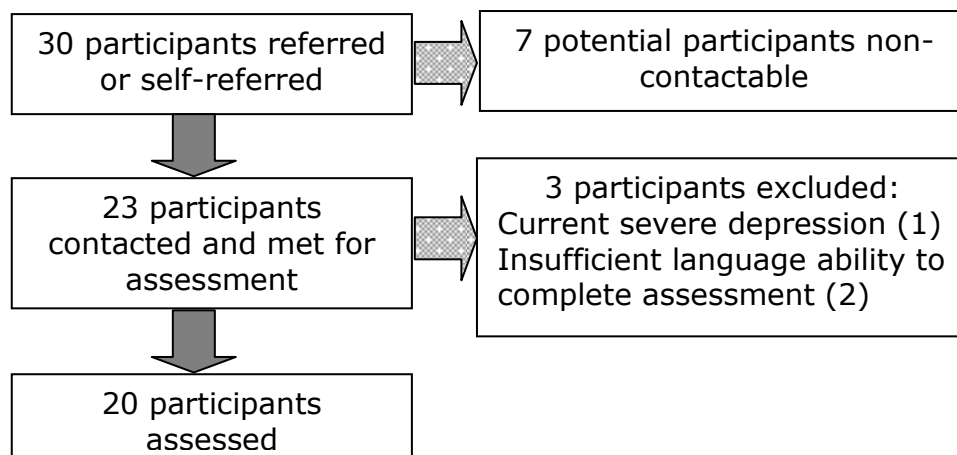 30 participants referred
or self-referred
7 potential participants non-
contactable
23 participants
contacted and met for
assessment
3 participants excluded:
Current severe depression (1)
Insufficient language ability to
complete assessment (2)
20 participants
assessed